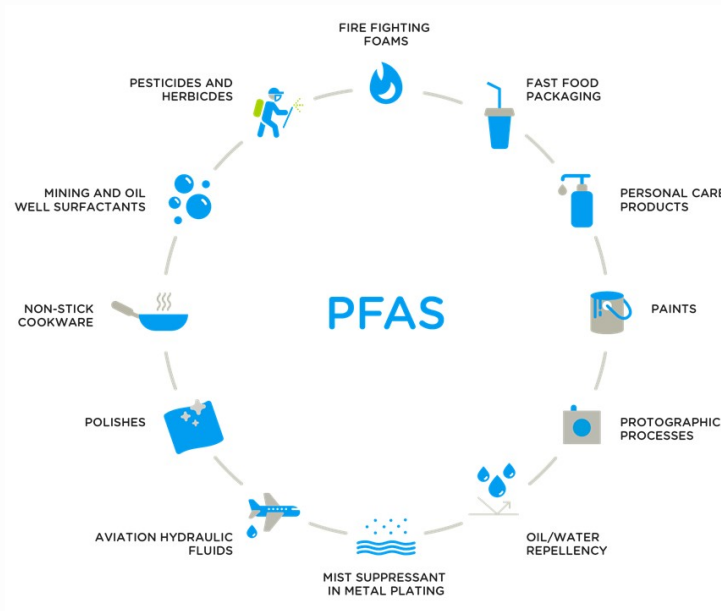 FIRE FIGHTING
FOAMS
FAST FOOD
PACKAGING
PERSONAL CARE
PRODUCTS
PAINTS
PROTOGRAPHIC
PROCESSES
OIL/WATER
REPELLENCY
MIST SUPPRESSANT
IN METAL PLATING
AVIATION HYDRAULIC
FLUIDS
POLISHES
NON-STICK
COOKWARE
MINING AND OIL
WELL SURFACTANTS
PESTICIDES AND
HERBICDES
PFAS